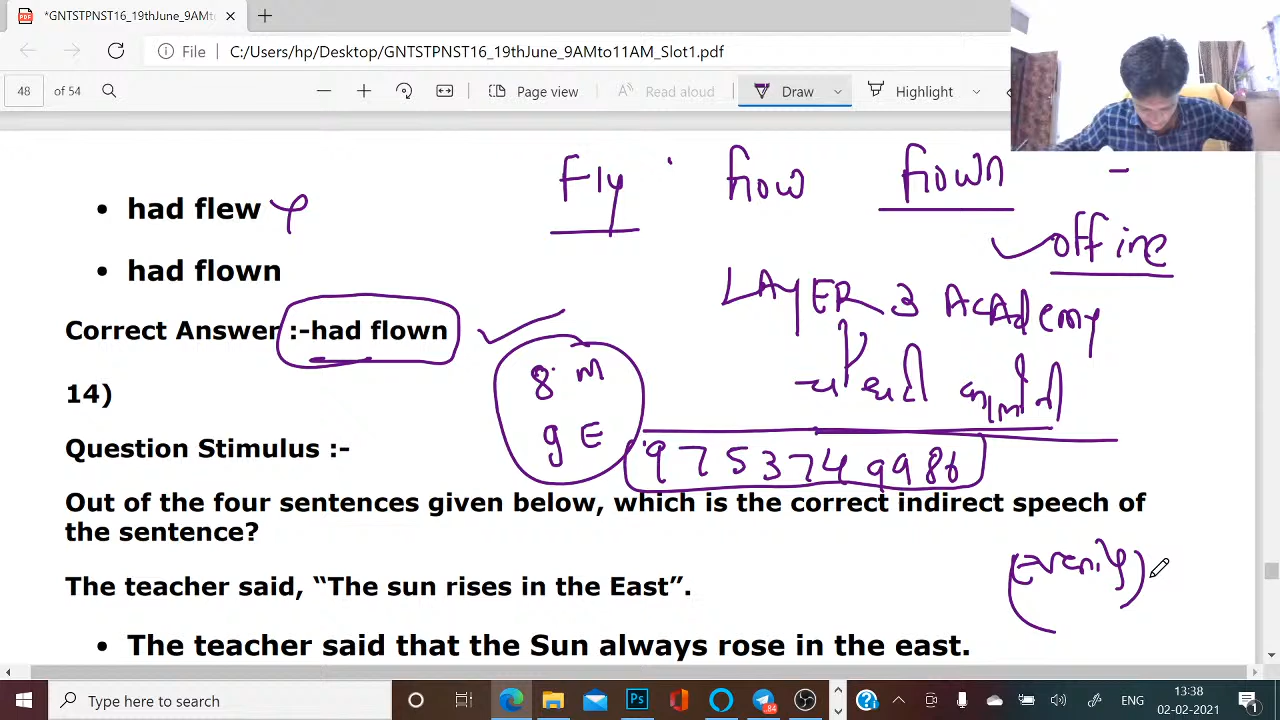 *GNTSTPNST16_19thJune_9AMto11AM
File C:/Users/hp/Desktop/GNTSTPNST16_19thJune_9AMto11AM_Slot1.pdf
48 of 54 Page view Read aloud Draw Highlight
Fly
had flew
had flown
LAYER 3 ACAdemy
Correct Answer :-had flown
8 M
14)
9 E
Question Stimulus :-
9753749986
Out of the four sentences given below, which is the correct indirect speech of
the sentence?
The teacher said, “The sun rises in the East”.
The teacher said that the Sun always rose in the east.
Type here to search
84
ENG
13:38
02-02-2021
1